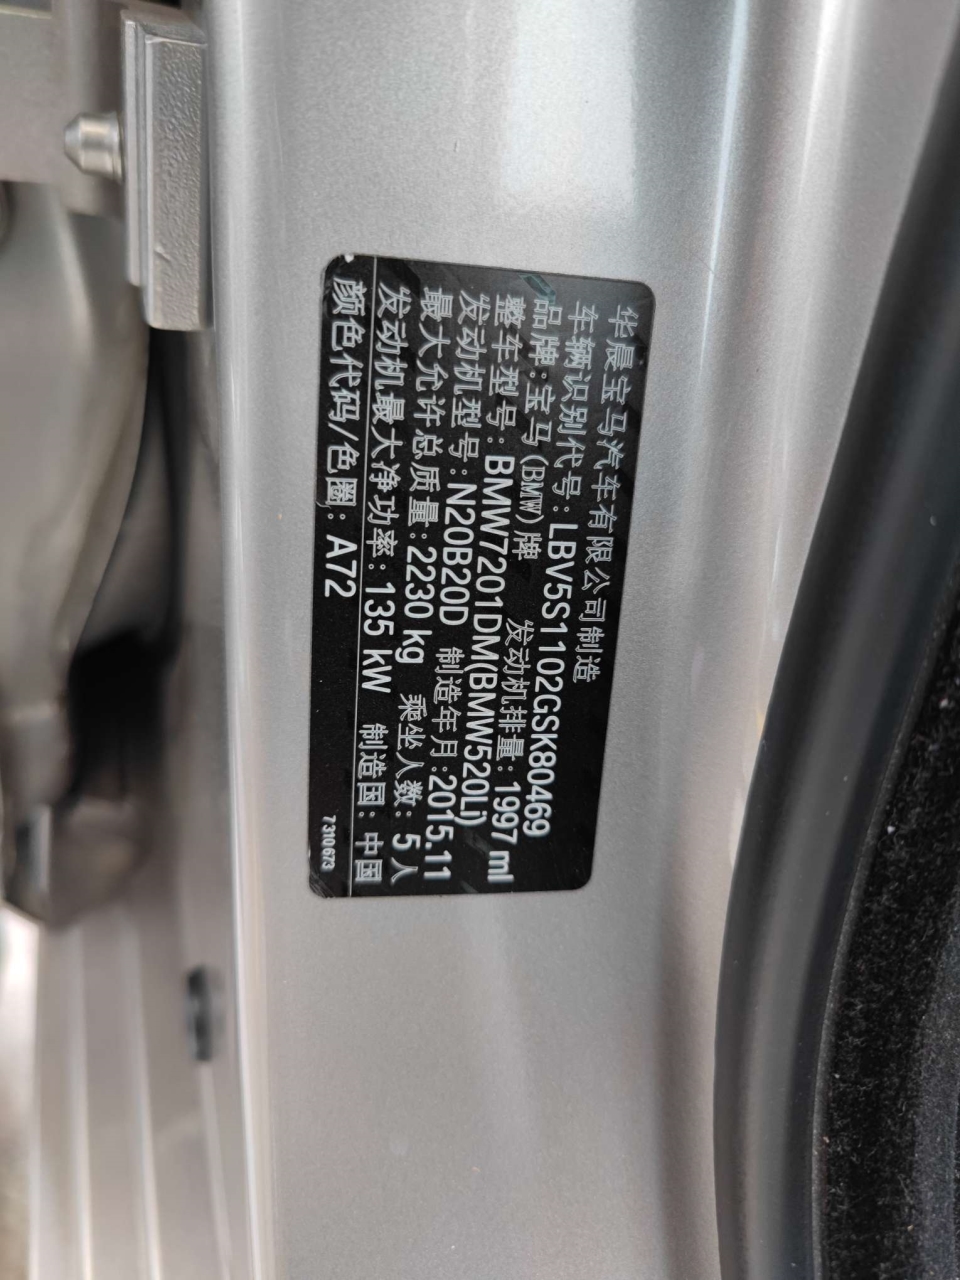 华晨宝马汽车有限公司制造
车辆识别代号:LBV5S1102GSK80469
品牌:宝马(BMW)牌 发动机排量:1997 ml
整车型号:BMW7201DM(BMW520Li)
发动机型号:N20B20D 制造年月:2015.11
最大允许总质量:2230 kg 乘坐人数:5人
发动机最大净功率:135 kW 制造国:中国
颜色代码/色圈:A72 7 310 673